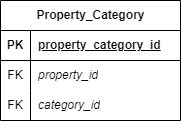 Property_Category
PK property_category_id
FK property_id
FK category_id